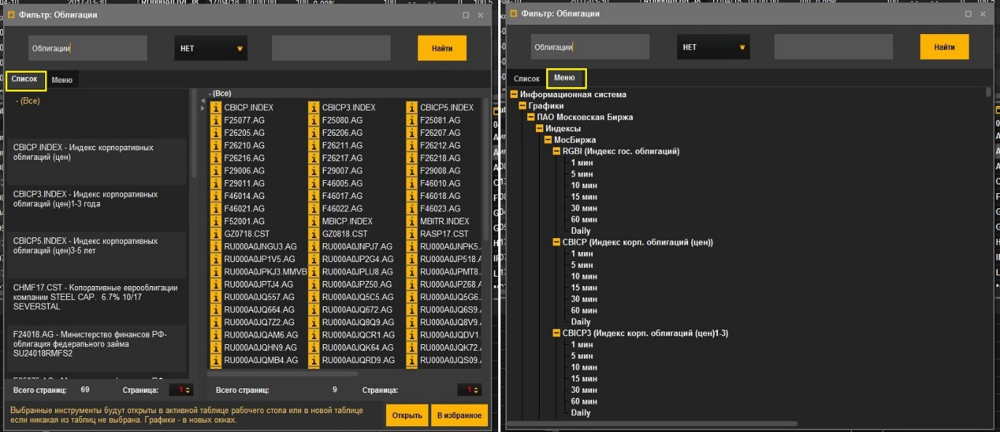 Фильтр: Облигации
Облигации
НЕТ
Найти
Список
Меню
- (Все)
CBICP.INDEX - Индекс корпоративных
облигаций (цен)
CBICP3.INDEX - Индекс корпоративных
облигаций (цен)1-3 года
CBICP5.INDEX - Индекс корпоративных
облигаций (цен)3-5 лет
CHMF17.CST - Копоративные еврооблигации
компании STEEL CAP. 6.7% 10/17
SEVERSTAL
F24018.AG - Министерство финансов РФ-
облигация федерального займа
SU24018RMFS2
Всего страниц: 69 Страница: 1
- (Все)
CBICP.INDEX CBICP3.INDEX CBICP5.INDEX
F25077.AG F25080.AG F25081.AG
F26205.AG F26206.AG F26207.AG
F26210.AG F26211.AG F26212.AG
F26216.AG F26217.AG F26218.AG
F29006.AG F29007.AG F29008.AG
F29011.AG F46005.AG F46010.AG
F46014.AG F46017.AG F46018.AG
F46021.AG F46022.AG F46023.AG
F52001.AG MBICP.INDEX MBITR.INDEX
GZ0718.CST GZ0818.CST RASP17.CST
RU000A0JNGU3.AG RU000A0JNPJ7.AG RU000A0JNPK5.
RU000A0JP1V5.AG RU000A0JP2G4.AG RU000A0JP518.
RU000A0JPKJ3.MMVB RU000A0JPLU8.AG RU000A0JPMT8.
RU000A0JPTJ4.AG RU000A0JPZ50.AG RU000A0JPZ68.
RU000A0JQ557.AG RU000A0JQ5C5.AG RU000A0JQ5G6.
RU000A0JQ664.AG RU000A0JQ672.AG RU000A0JQ6S9.
RU000A0JQ7Z2.AG RU000A0JQ8Q9.AG RU000A0JQ8V9.
RU000A0JQAM6.AG RU000A0JQCR1.AG RU000A0JQDV1.
RU000A0JQHN9.AG RU000A0JQK64.AG RU000A0JQK72.
RU000A0JQMB4.AG RU000A0JQRD9.AG RU000A0JQS09.
Всего страниц: 9 Страница: 1
Выбранные инструменты будут открыты в активной таблице рабочего стола или в новой таблице
если никакая из таблиц не выбрана. Графики - в новых окнах.
Открыть
В избранное
Фильтр: Облигации
Облигации
НЕТ
Найти
Список
Меню
Информационная система
Графики
ПАО Московская Биржа
Индексы
МосБиржа
RGBI (Индекс гос. облигаций)
1 мин
5 мин
10 мин
15 мин
30 мин
60 мин
Daily
CBICP (Индекс корп. облигаций (цен))
1 мин
5 мин
10 мин
15 мин
30 мин
60 мин
Daily
CBICP3 (Индекс корп. облигаций (цен)1-3)
1 мин
5 мин
10 мин
15 мин
30 мин
60 мин
Daily